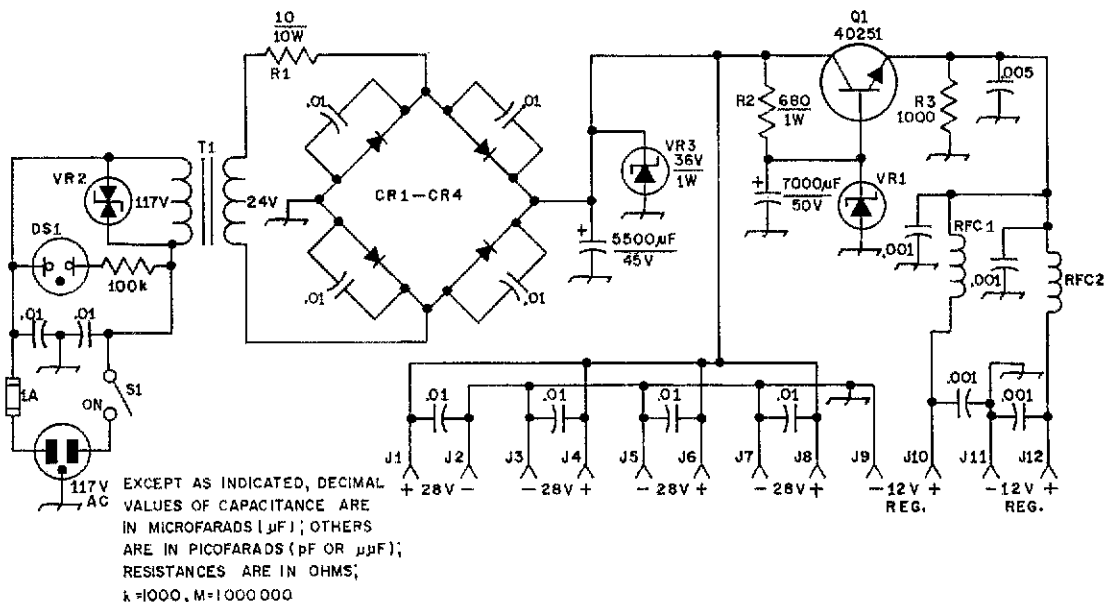 10
10W
R1
Q1
40251
.01
.01
R2
680
1W
R3
1000
.005
VR2
T1
117V
24V
CR1-CR4
VR3
36V
1W
DS1
100k
+
5500µF
45V
+
7000µF
50V
VR1
.001
RFC1
.001
RFC2
.01
.01
.01
.01
1A
S1
ON
.01
.01
.01
.01
.001
.001
J1
J2
J3
J4
J5
J6
J7
J8
J9
J10
J11
J12
117V
AC
+ 28V -
- 28V +
- 28V +
- 28V +
- 12V +
REG.
- 12V +
REG.
EXCEPT AS INDICATED, DECIMAL
VALUES OF CAPACITANCE ARE
IN MICROFARADS (µF); OTHERS
ARE IN PICOFARADS (pF OR µµF);
RESISTANCES ARE IN OHMS;
k=1000, M=1000000